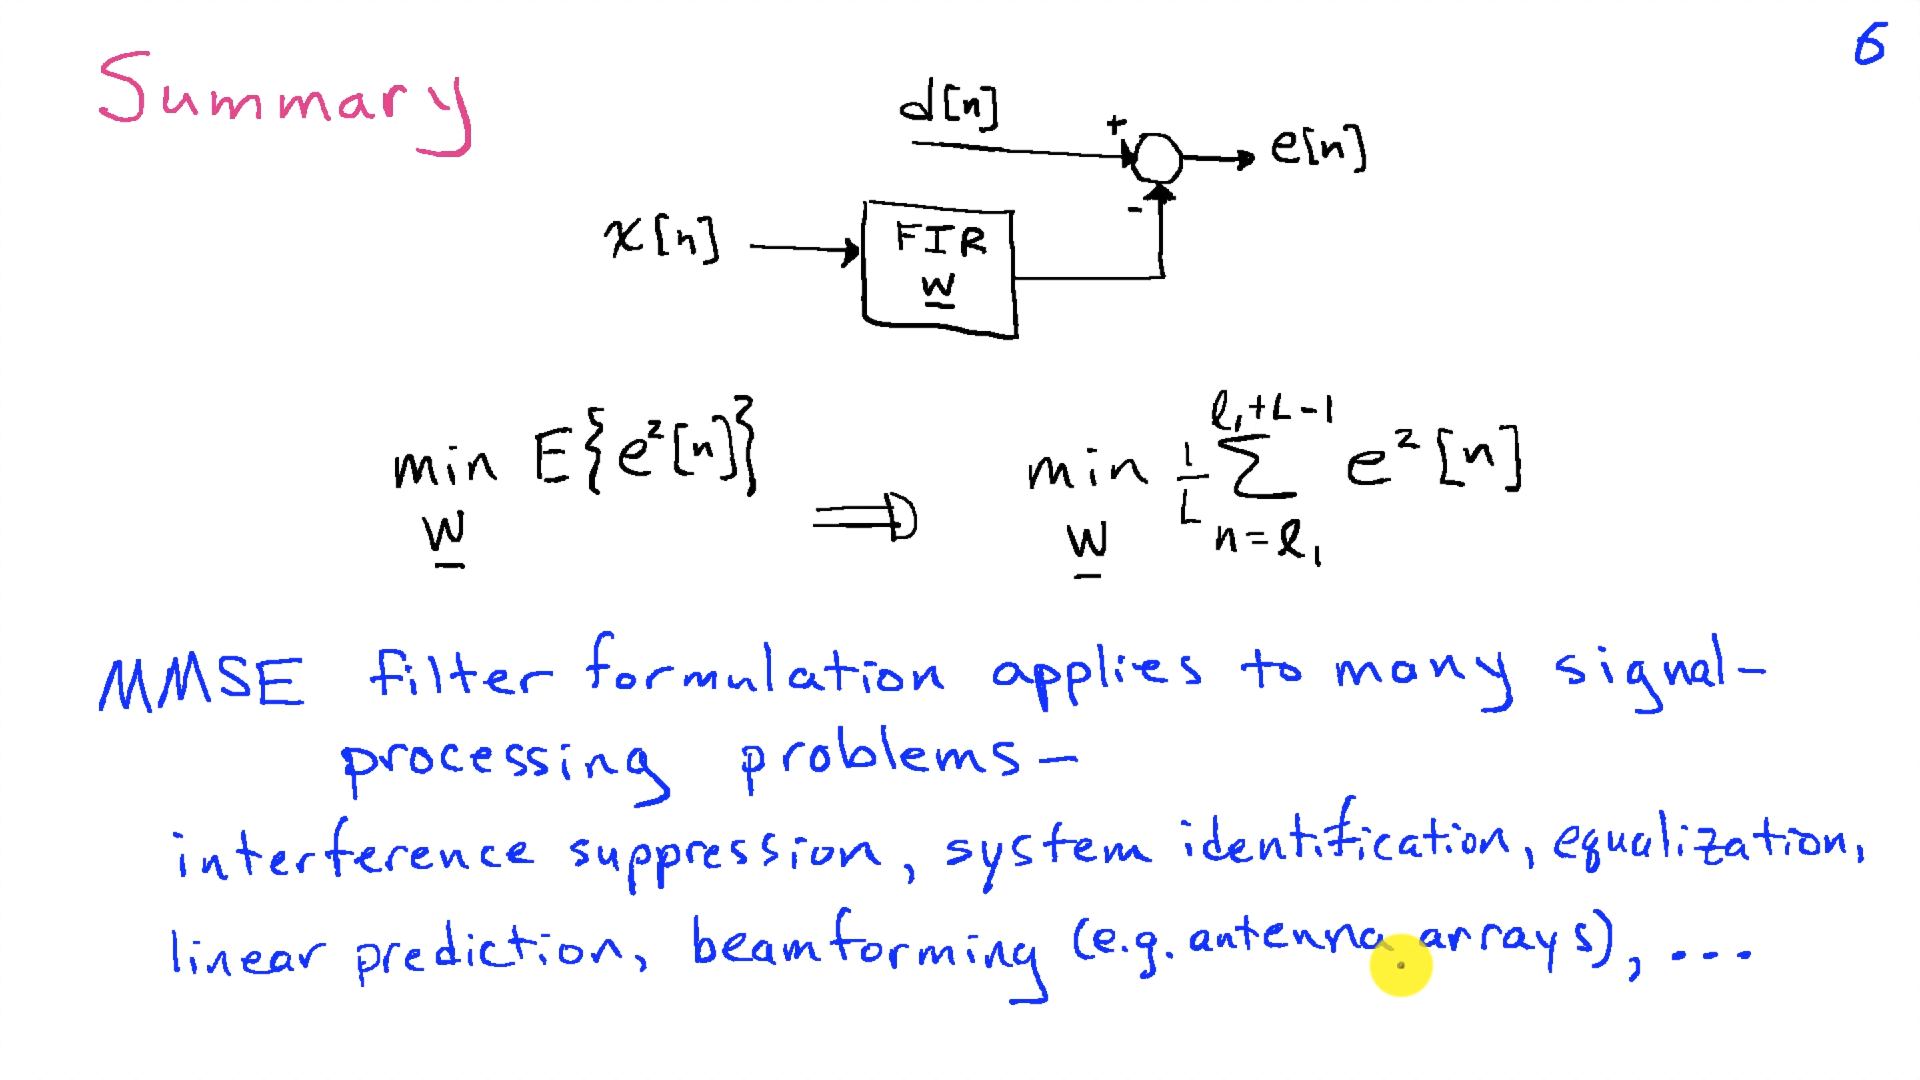 6
Summary
d[n]
+
e[n]
-
x[n]
FIR
w
min E{e²[n]} ⇒ min 1/L Σ e²[n]
w
w
l₁+L-1
n=l₁
MMSE filter formulation applies to many signal-
processing problems-
interference suppression, system identification, equalization,
linear prediction, beamforming (e.g. antenna arrays), ...